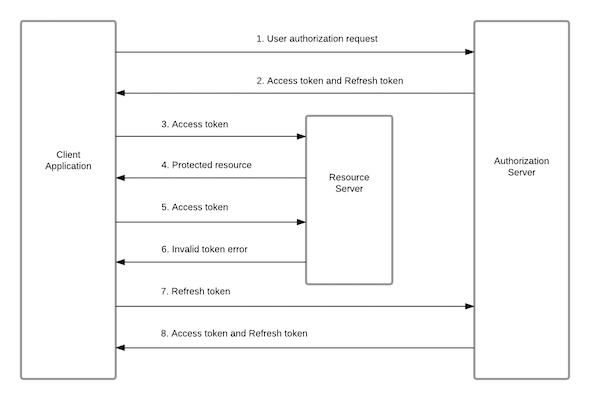 1. User authorization request
2. Access token and Refresh token
3. Access token
4. Protected resource
Client
Application
Resource
Server
Authorization
Server
5. Access token
6. Invalid token error
7. Refresh token
8. Access token and Refresh token